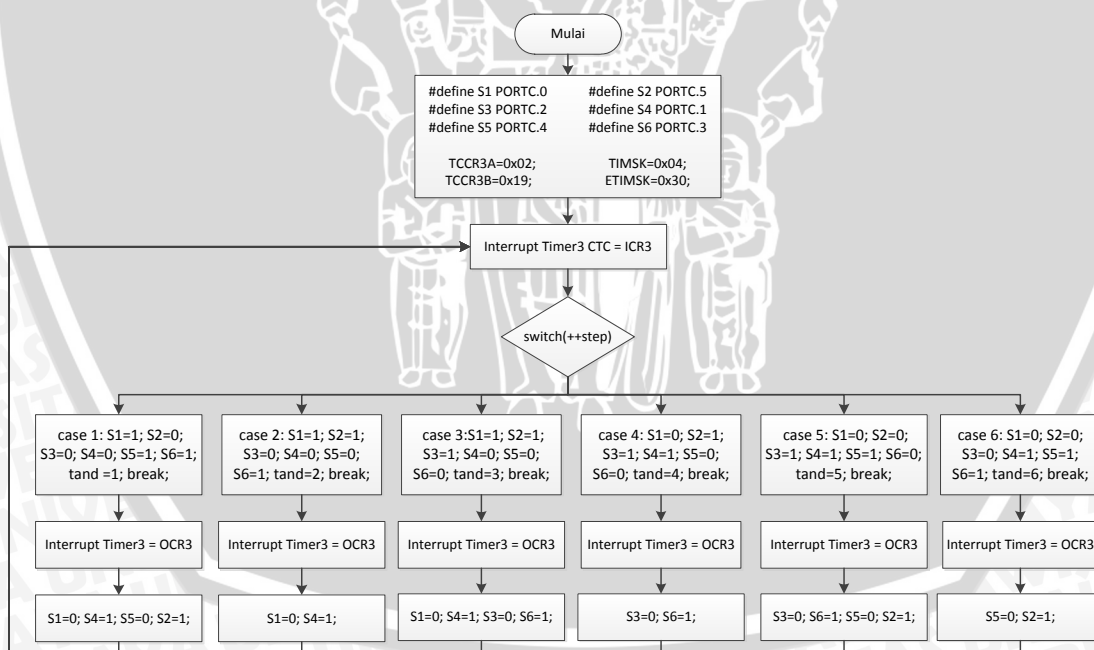 Mulai
#define S1 PORTC.0 #define S2 PORTC.5
#define S3 PORTC.2 #define S4 PORTC.1
#define S5 PORTC.4 #define S6 PORTC.3
TCCR3A=0x02; TIMSK=0x04;
TCCR3B=0x19; ETIMSK=0x30;
Interrupt Timer3 CTC = ICR3
switch(++step)
case 1: S1=1; S2=0;
S3=0; S4=0; S5=1; S6=1;
tand =1; break;
case 2: S1=1; S2=1;
S3=0; S4=0; S5=0;
S6=1; tand=2; break;
case 3:S1=1; S2=1;
S3=1; S4=0; S5=0;
S6=0; tand=3; break;
case 4: S1=0; S2=1;
S3=1; S4=1; S5=0;
S6=0; tand=4; break;
case 5: S1=0; S2=0;
S3=1; S4=1; S5=1; S6=0;
tand=5; break;
case 6: S1=0; S2=0;
S3=0; S4=1; S5=1;
S6=1; tand=6; break;
Interrupt Timer3 = OCR3
Interrupt Timer3 = OCR3
Interrupt Timer3 = OCR3
Interrupt Timer3 = OCR3
Interrupt Timer3 = OCR3
Interrupt Timer3 = OCR3
S1=0; S4=1; S5=0; S2=1;
S1=0; S4=1;
S1=0; S4=1; S3=0; S6=1;
S3=0; S6=1;
S3=0; S6=1; S5=0; S2=1;
S5=0; S2=1;